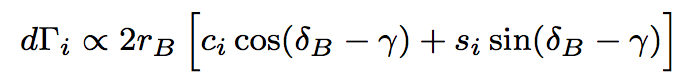 dΓ_i ∝ 2r_B [c_i cos(δ_B − γ) + s_i sin(δ_B − γ)]